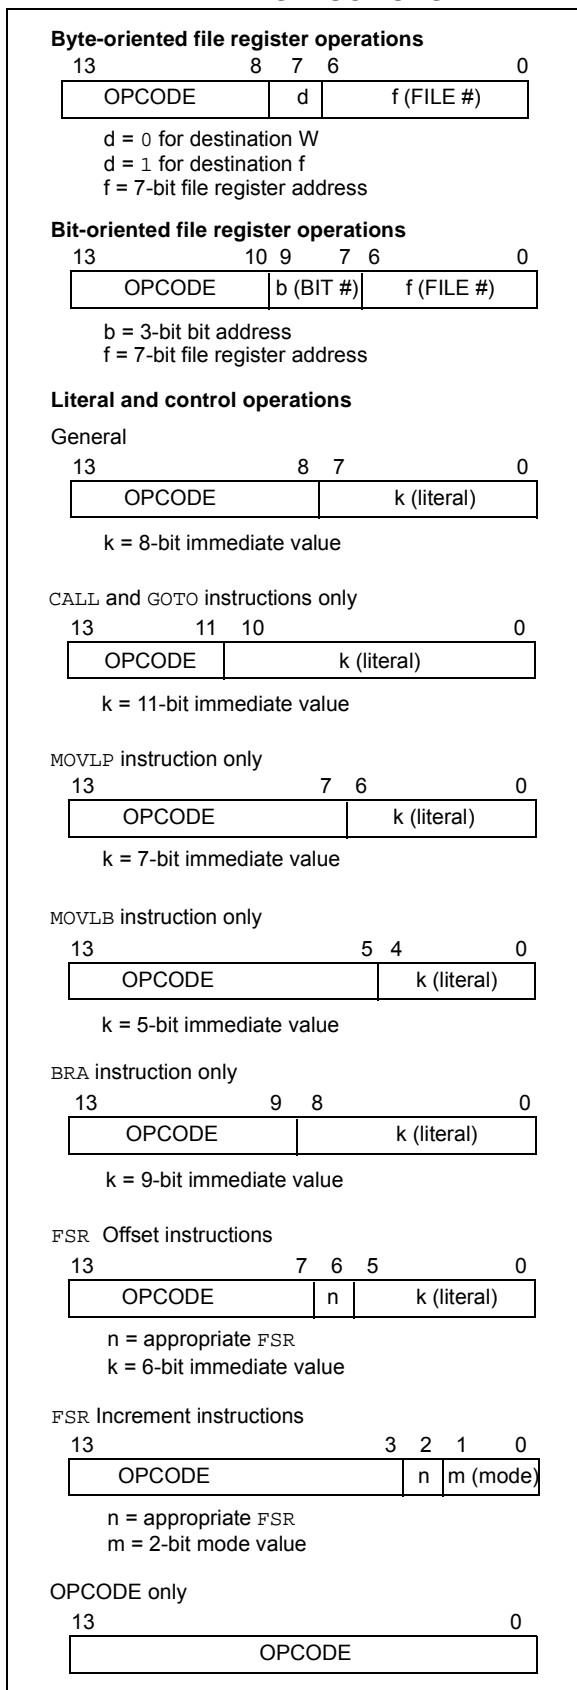 Byte-oriented file register operations
13 8 7 6 0
OPCODE d f (FILE #)
d = 0 for destination W
d = 1 for destination f
f = 7-bit file register address
Bit-oriented file register operations
13 10 9 7 6 0
OPCODE b (BIT #) f (FILE #)
b = 3-bit bit address
f = 7-bit file register address
Literal and control operations
General
13 8 7 0
OPCODE k (literal)
k = 8-bit immediate value
CALL and GOTO instructions only
13 11 10 0
OPCODE k (literal)
k = 11-bit immediate value
MOVLP instruction only
13 7 6 0
OPCODE k (literal)
k = 7-bit immediate value
MOVLB instruction only
13 5 4 0
OPCODE k (literal)
k = 5-bit immediate value
BRA instruction only
13 9 8 0
OPCODE k (literal)
k = 9-bit immediate value
FSR Offset instructions
13 7 6 5 0
OPCODE n k (literal)
n = appropriate FSR
k = 6-bit immediate value
FSR Increment instructions
13 3 2 1 0
OPCODE n m (mode)
n = appropriate FSR
m = 2-bit mode value
OPCODE only
13 0
OPCODE